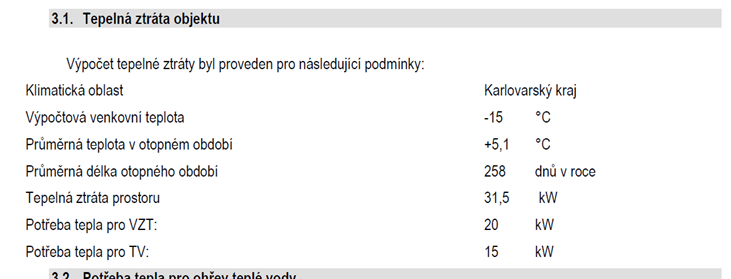 3.1. Tepelná ztráta objektu
Výpočet tepelné ztráty byl proveden pro následující podmínky:
Klimatická oblast Karlovarský kraj
Výpočtová venkovní teplota -15 °C
Průměrná teplota v otopném období +5,1 °C
Průměrná délka otopného období 258 dnů v roce
Tepelná ztráta prostoru 31,5 kW
Potřeba tepla pro VZT: 20 kW
Potřeba tepla pro TV: 15 kW
3.2. Potřeba tepla pro ohřev teplé vody